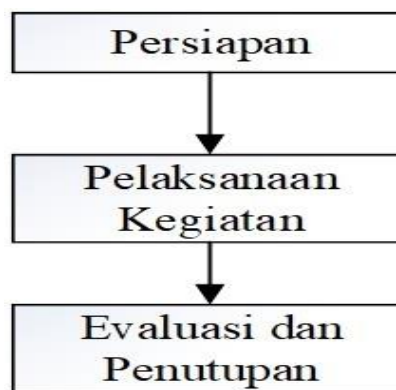 Persiapan
Pelaksanaan
Kegiatan
Evaluasi dan
Penutupan